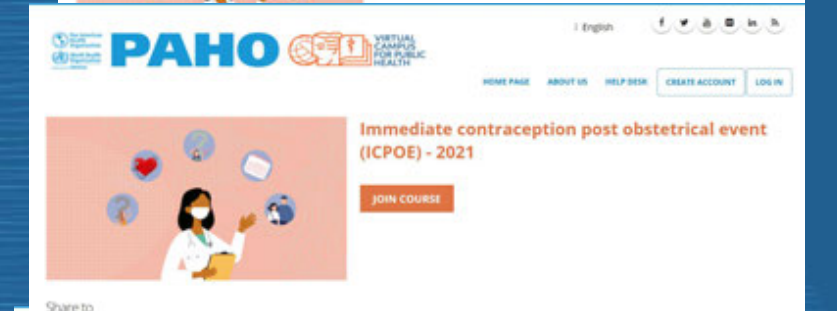 PAHO
VIRTUAL
CAMPUS
FOR PUBLIC
HEALTH
English
HOME PAGE ABOUT US HELP DESK CREATE ACCOUNT LOG IN
Immediate contraception post obstetrical event
(ICPOE) - 2021
JOIN COURSE
Share to